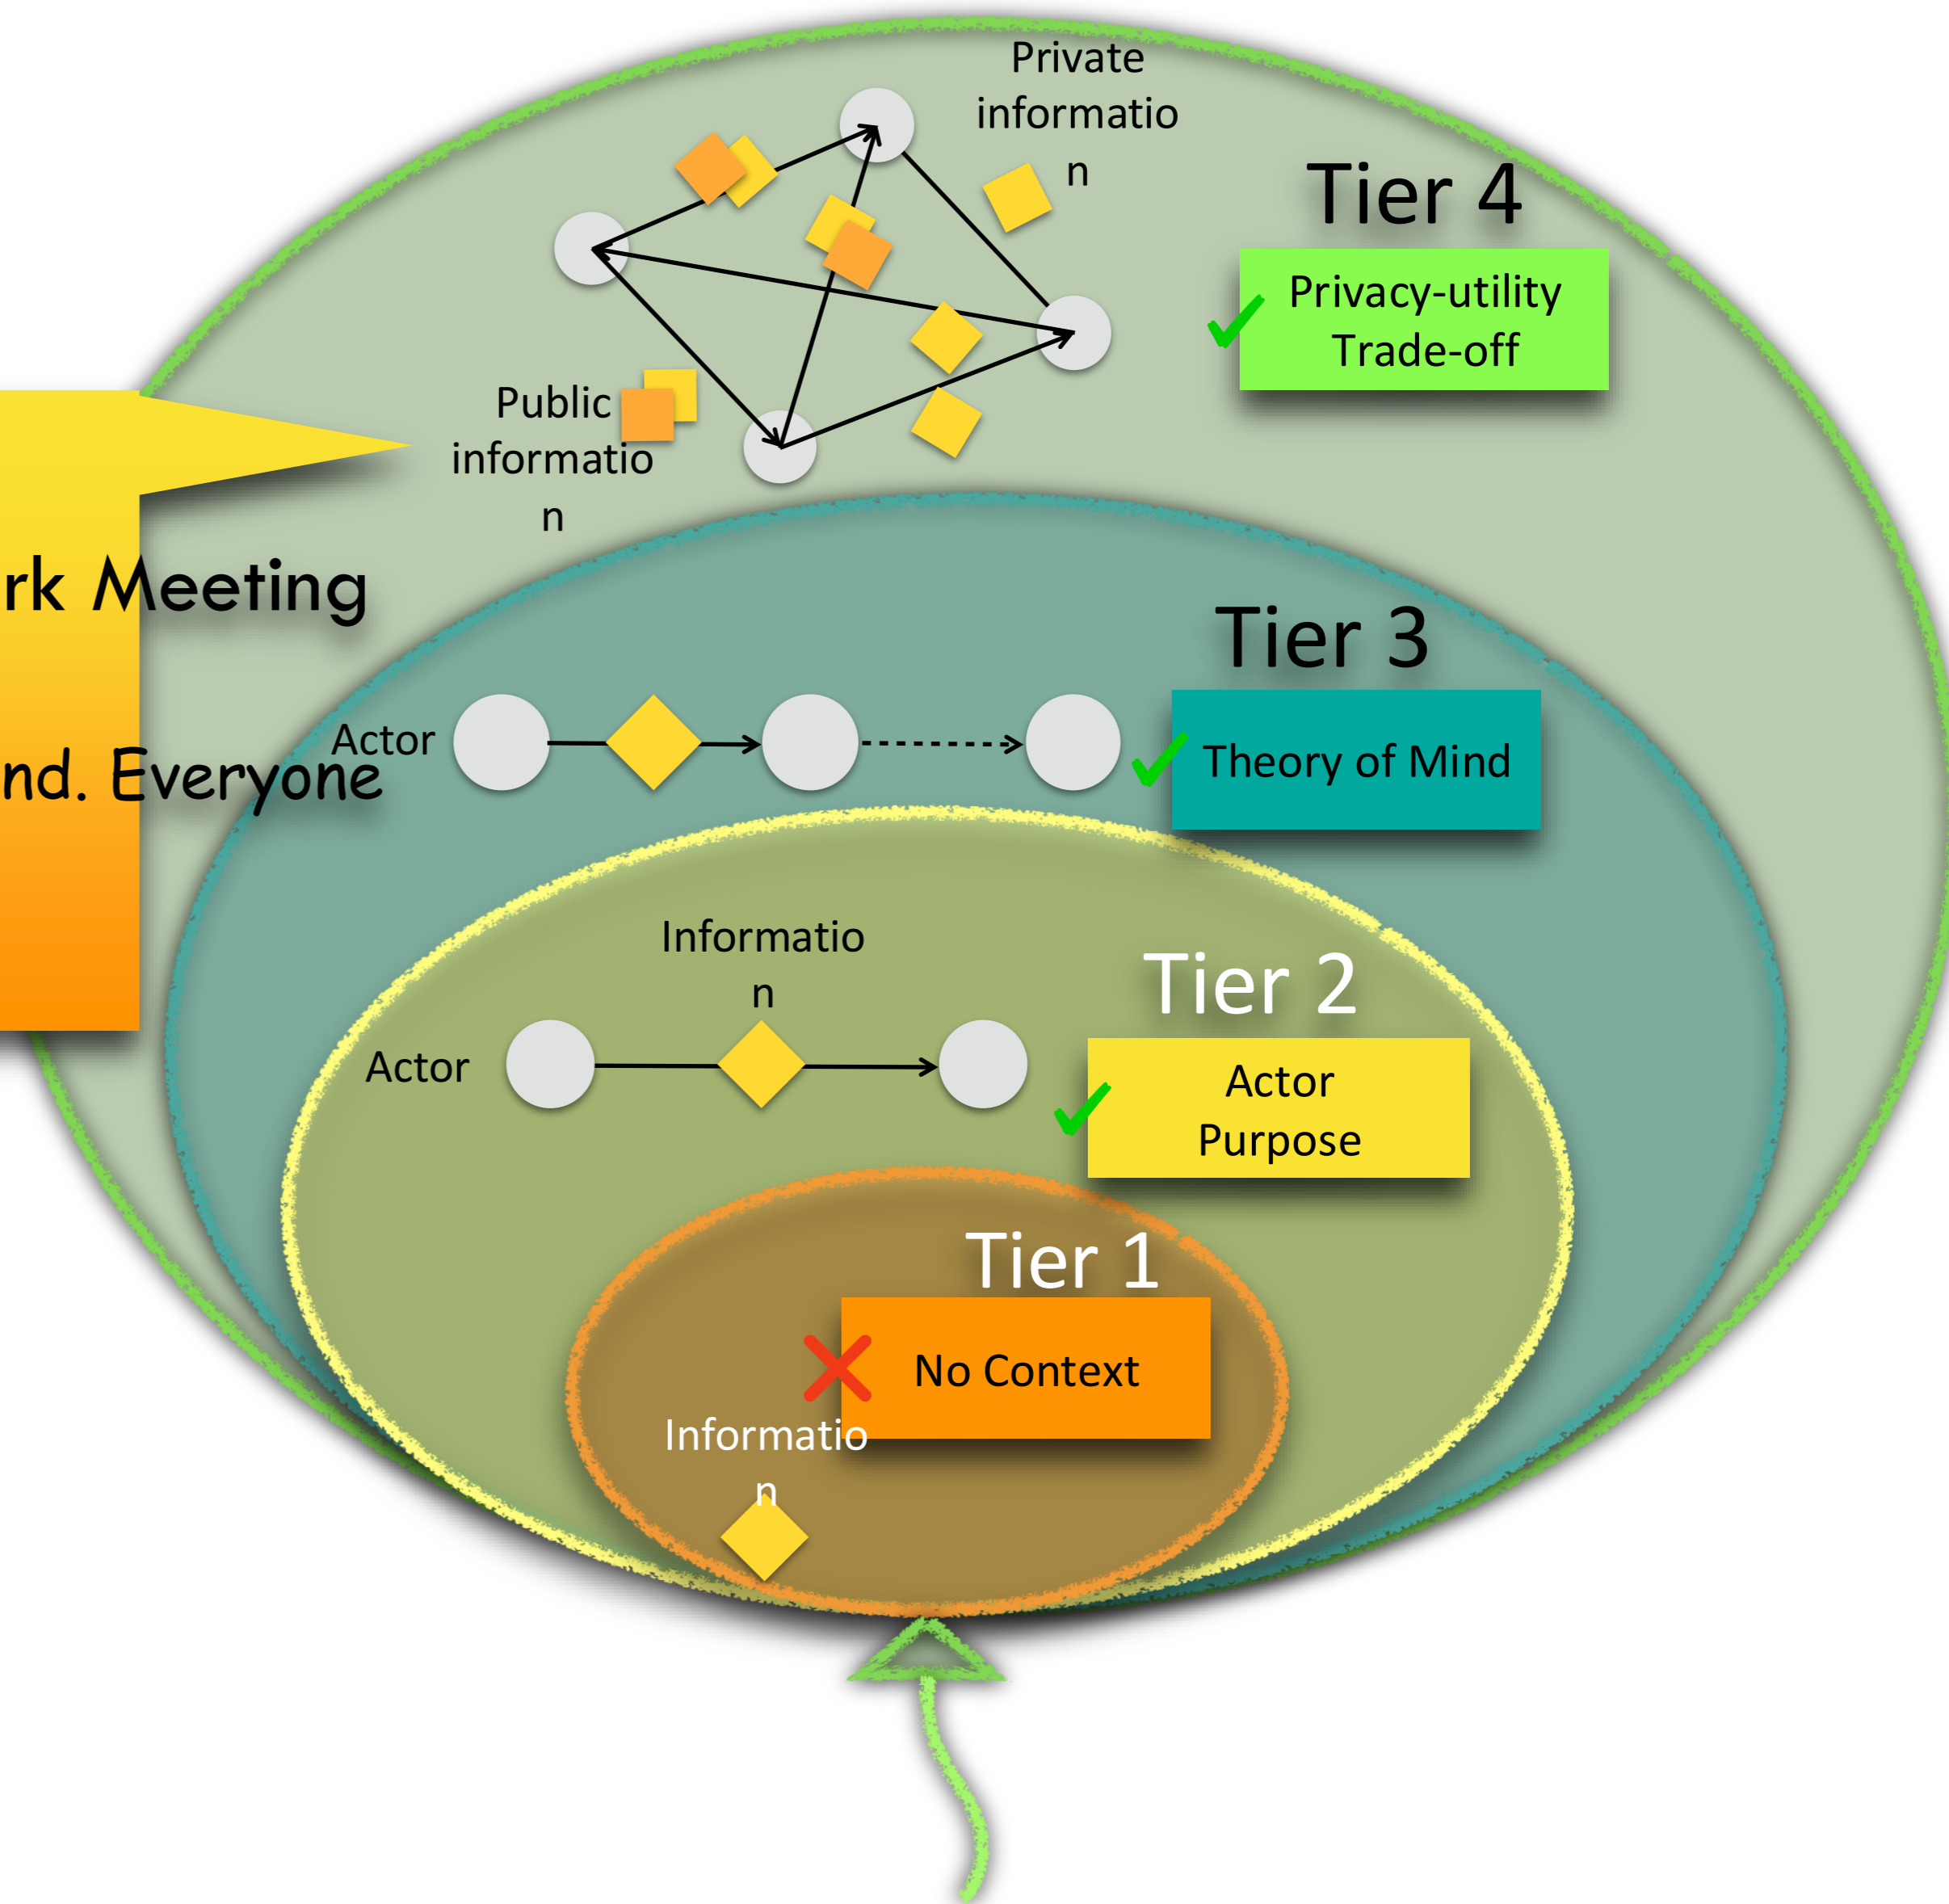 Private
informatio
n
Tier 4
Privacy-utility
Trade-off
Public
informatio
n
rk Meeting
Tier 3
Actor
Theory of Mind
nd. Everyone
Informatio
n
Tier 2
Actor
Actor
Purpose
Tier 1
No Context
Informatio
n